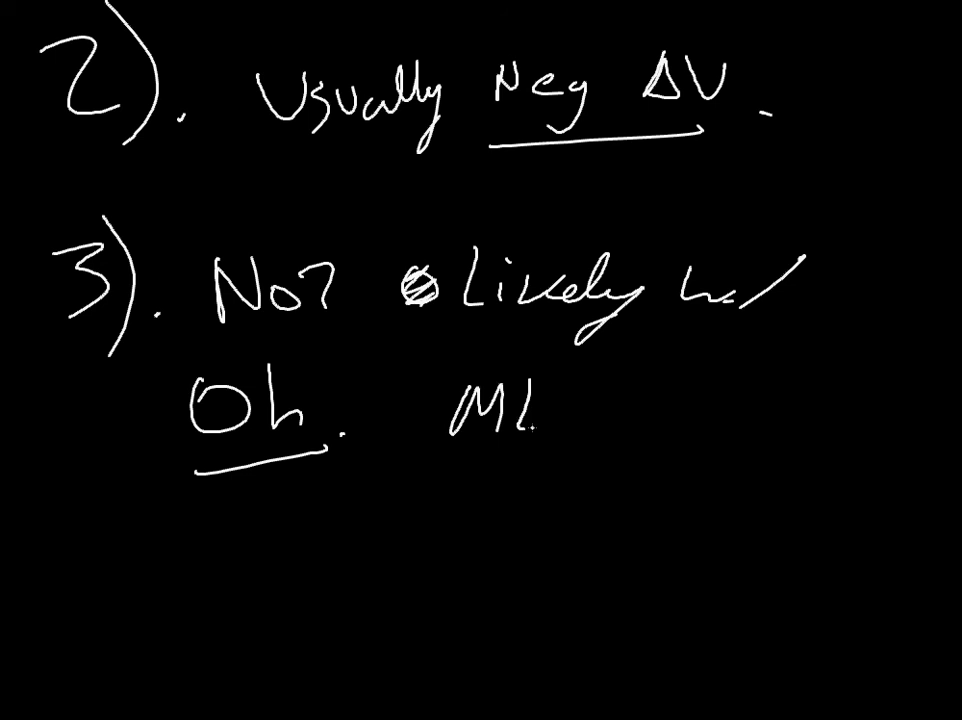 2). Usually Neg ΔV.
3). Not Likely w/
Oh. ML